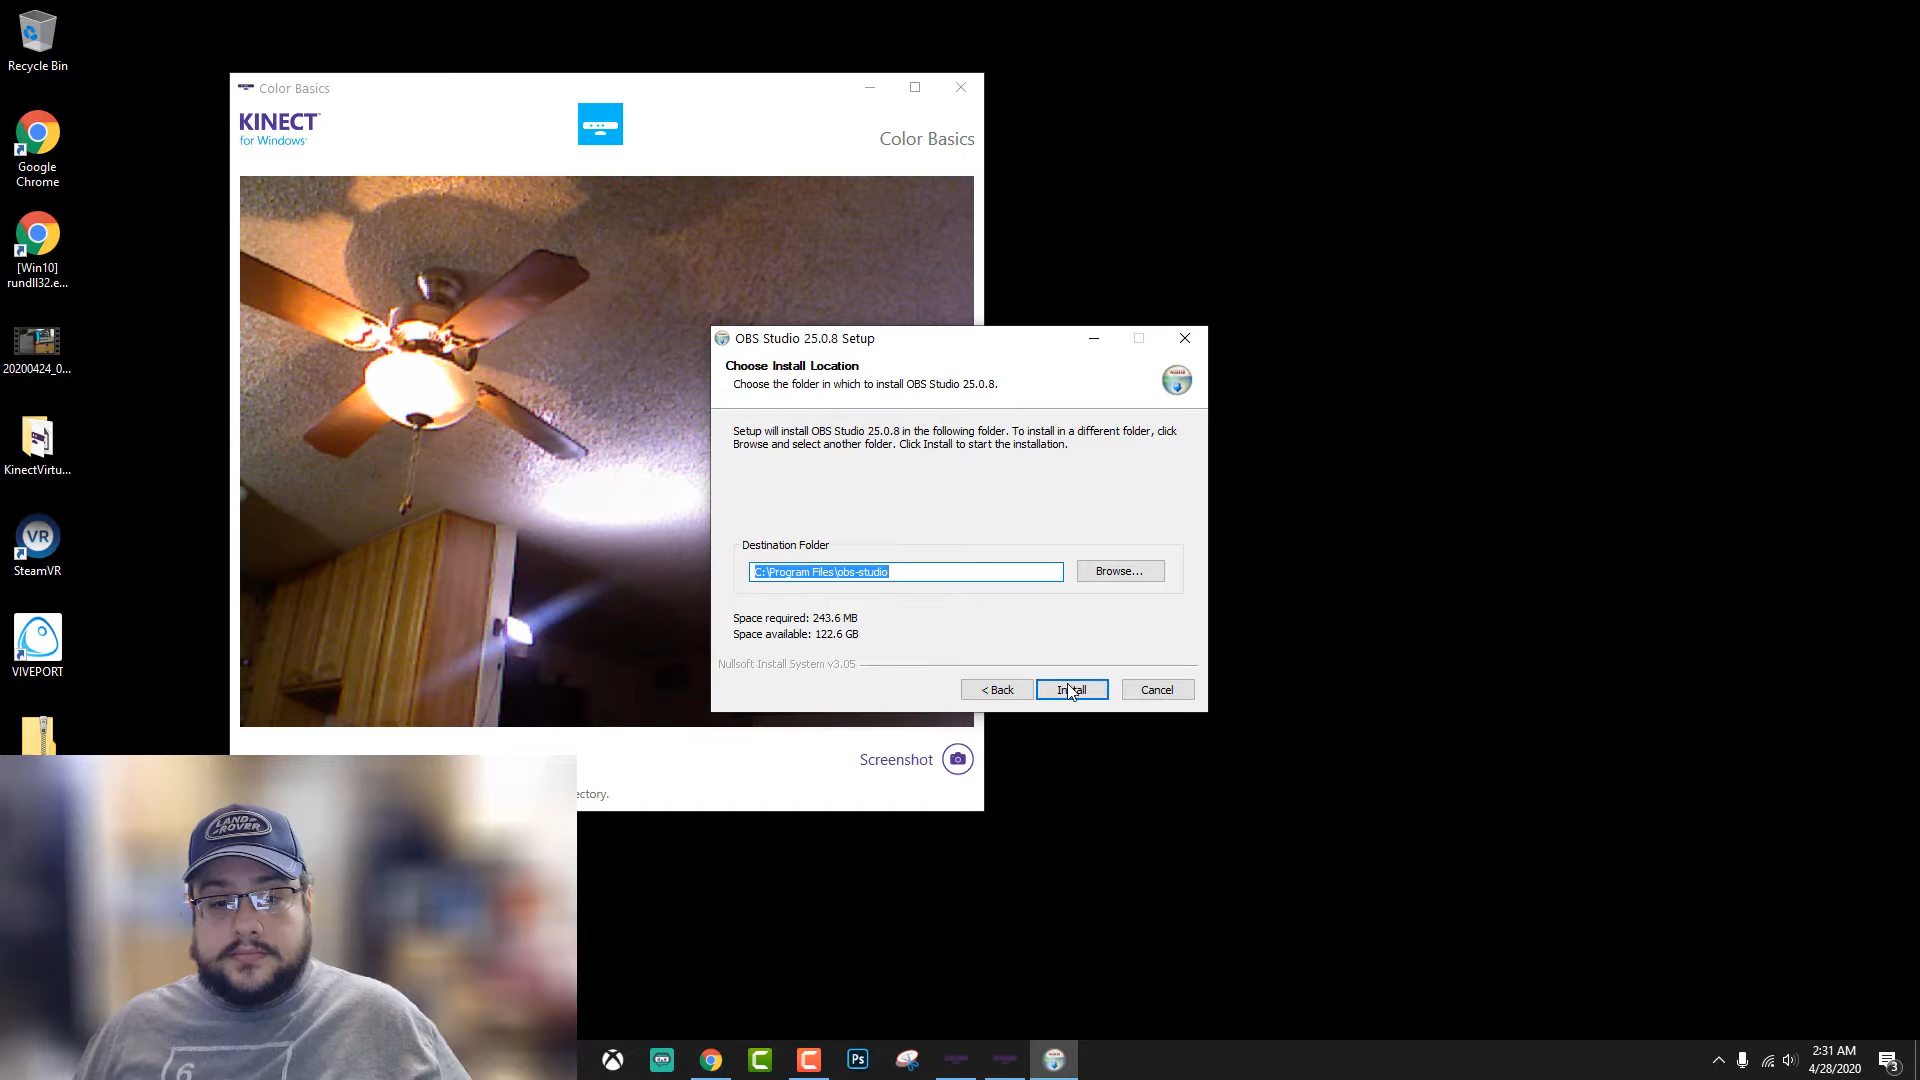 Recycle Bin
Google
Chrome
[Win10]
rundll32.e...
20200424_0...
KinectVirtu...
VR
SteamVR
VIVEPORT
Color Basics
KINECT
for Windows
Color Basics
OBS Studio 25.0.8 Setup
Choose Install Location
Choose the folder in which to install OBS Studio 25.0.8.
Setup will install OBS Studio 25.0.8 in the following folder. To install in a different folder, click
Browse and select another folder. Click Install to start the installation.
Destination Folder
C:\Program Files\obs-studio
Browse...
Space required: 243.6 MB
Space available: 122.6 GB
Nullsoft Install System v3.05
< Back
Install
Cancel
Screenshot
ectory.
LAND
ROVER
6
Ps
2:31 AM
4/28/2020
3